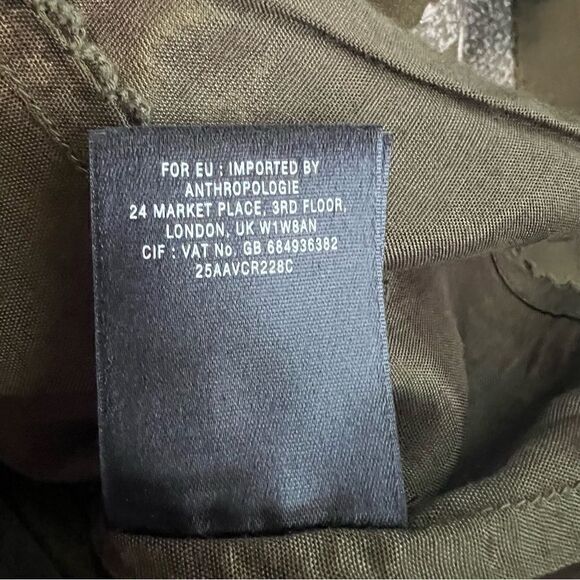 FOR EU : IMPORTED BY
ANTHROPOLOGIE
24 MARKET PLACE, 3RD FLOOR,
LONDON, UK W1W8AN
CIF : VAT No. GB 684936382
25AAVCR228C